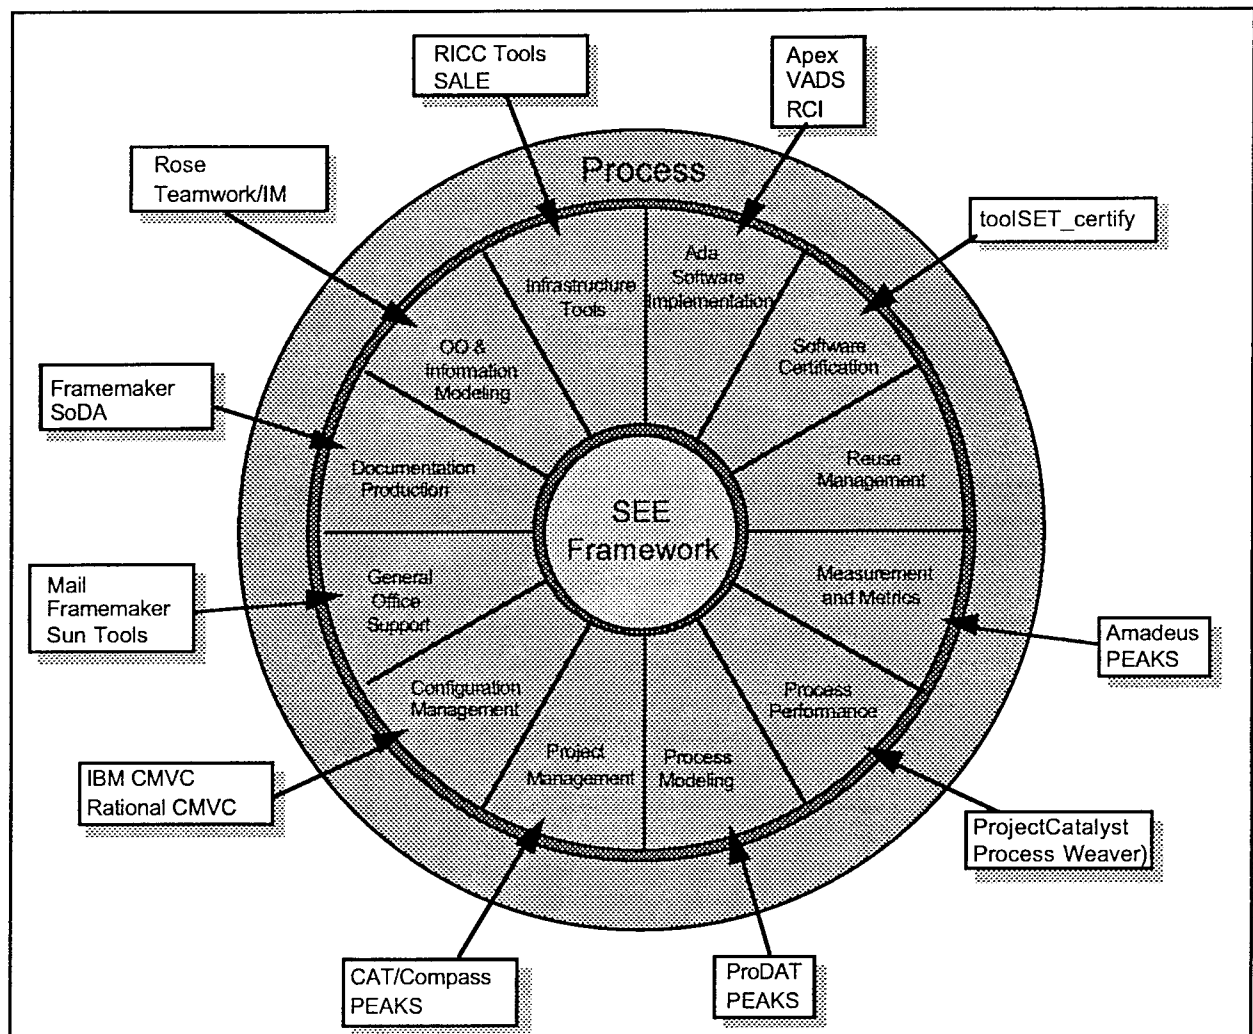 RICC Tools
SALE
Apex
VADS
RCI
Rose
Teamwork/IM
Process
toolSET_certify
Infrastructure
Tools
Ada
Software
Implementation
OO &
Information
Modeling
Software
Certification
Framemaker
SoDA
Documentation
Production
Reuse
Management
SEE
Framework
Mail
Framemaker
Sun Tools
General
Office
Support
Measurement
and Metrics
Amadeus
PEAKS
Configuration
Management
Process
Performance
Project
Management
Process
Modeling
IBM CMVC
Rational CMVC
ProjectCatalyst
Process Weaver)
CAT/Compass
PEAKS
ProDAT
PEAKS